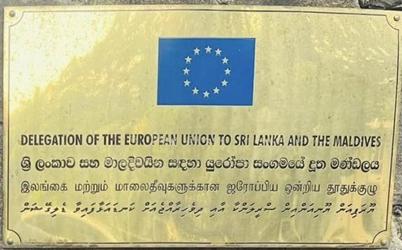 DELEGATION OF THE EUROPEAN UNION TO SRI LANKA AND THE MALDIVES
ශ්‍රී ලංකාව සහ මාලදිවයින සඳහා යුරෝපා සංගමයේ දූත මණ්ඩලය
இலங்கை மற்றும் மாலைதீவுகளுக்கான ஐரோப்பிய ஒன்றிய தூதுக்குழு
ޔޫރަޕިއަން ޔޫނިއަންއިން ސްރީލަންކާ އާއި ދިވެހިރާއްޖެއަށް ކަނޑައަޅުއްވާފައިވާ ޑެލިގޭޝަން